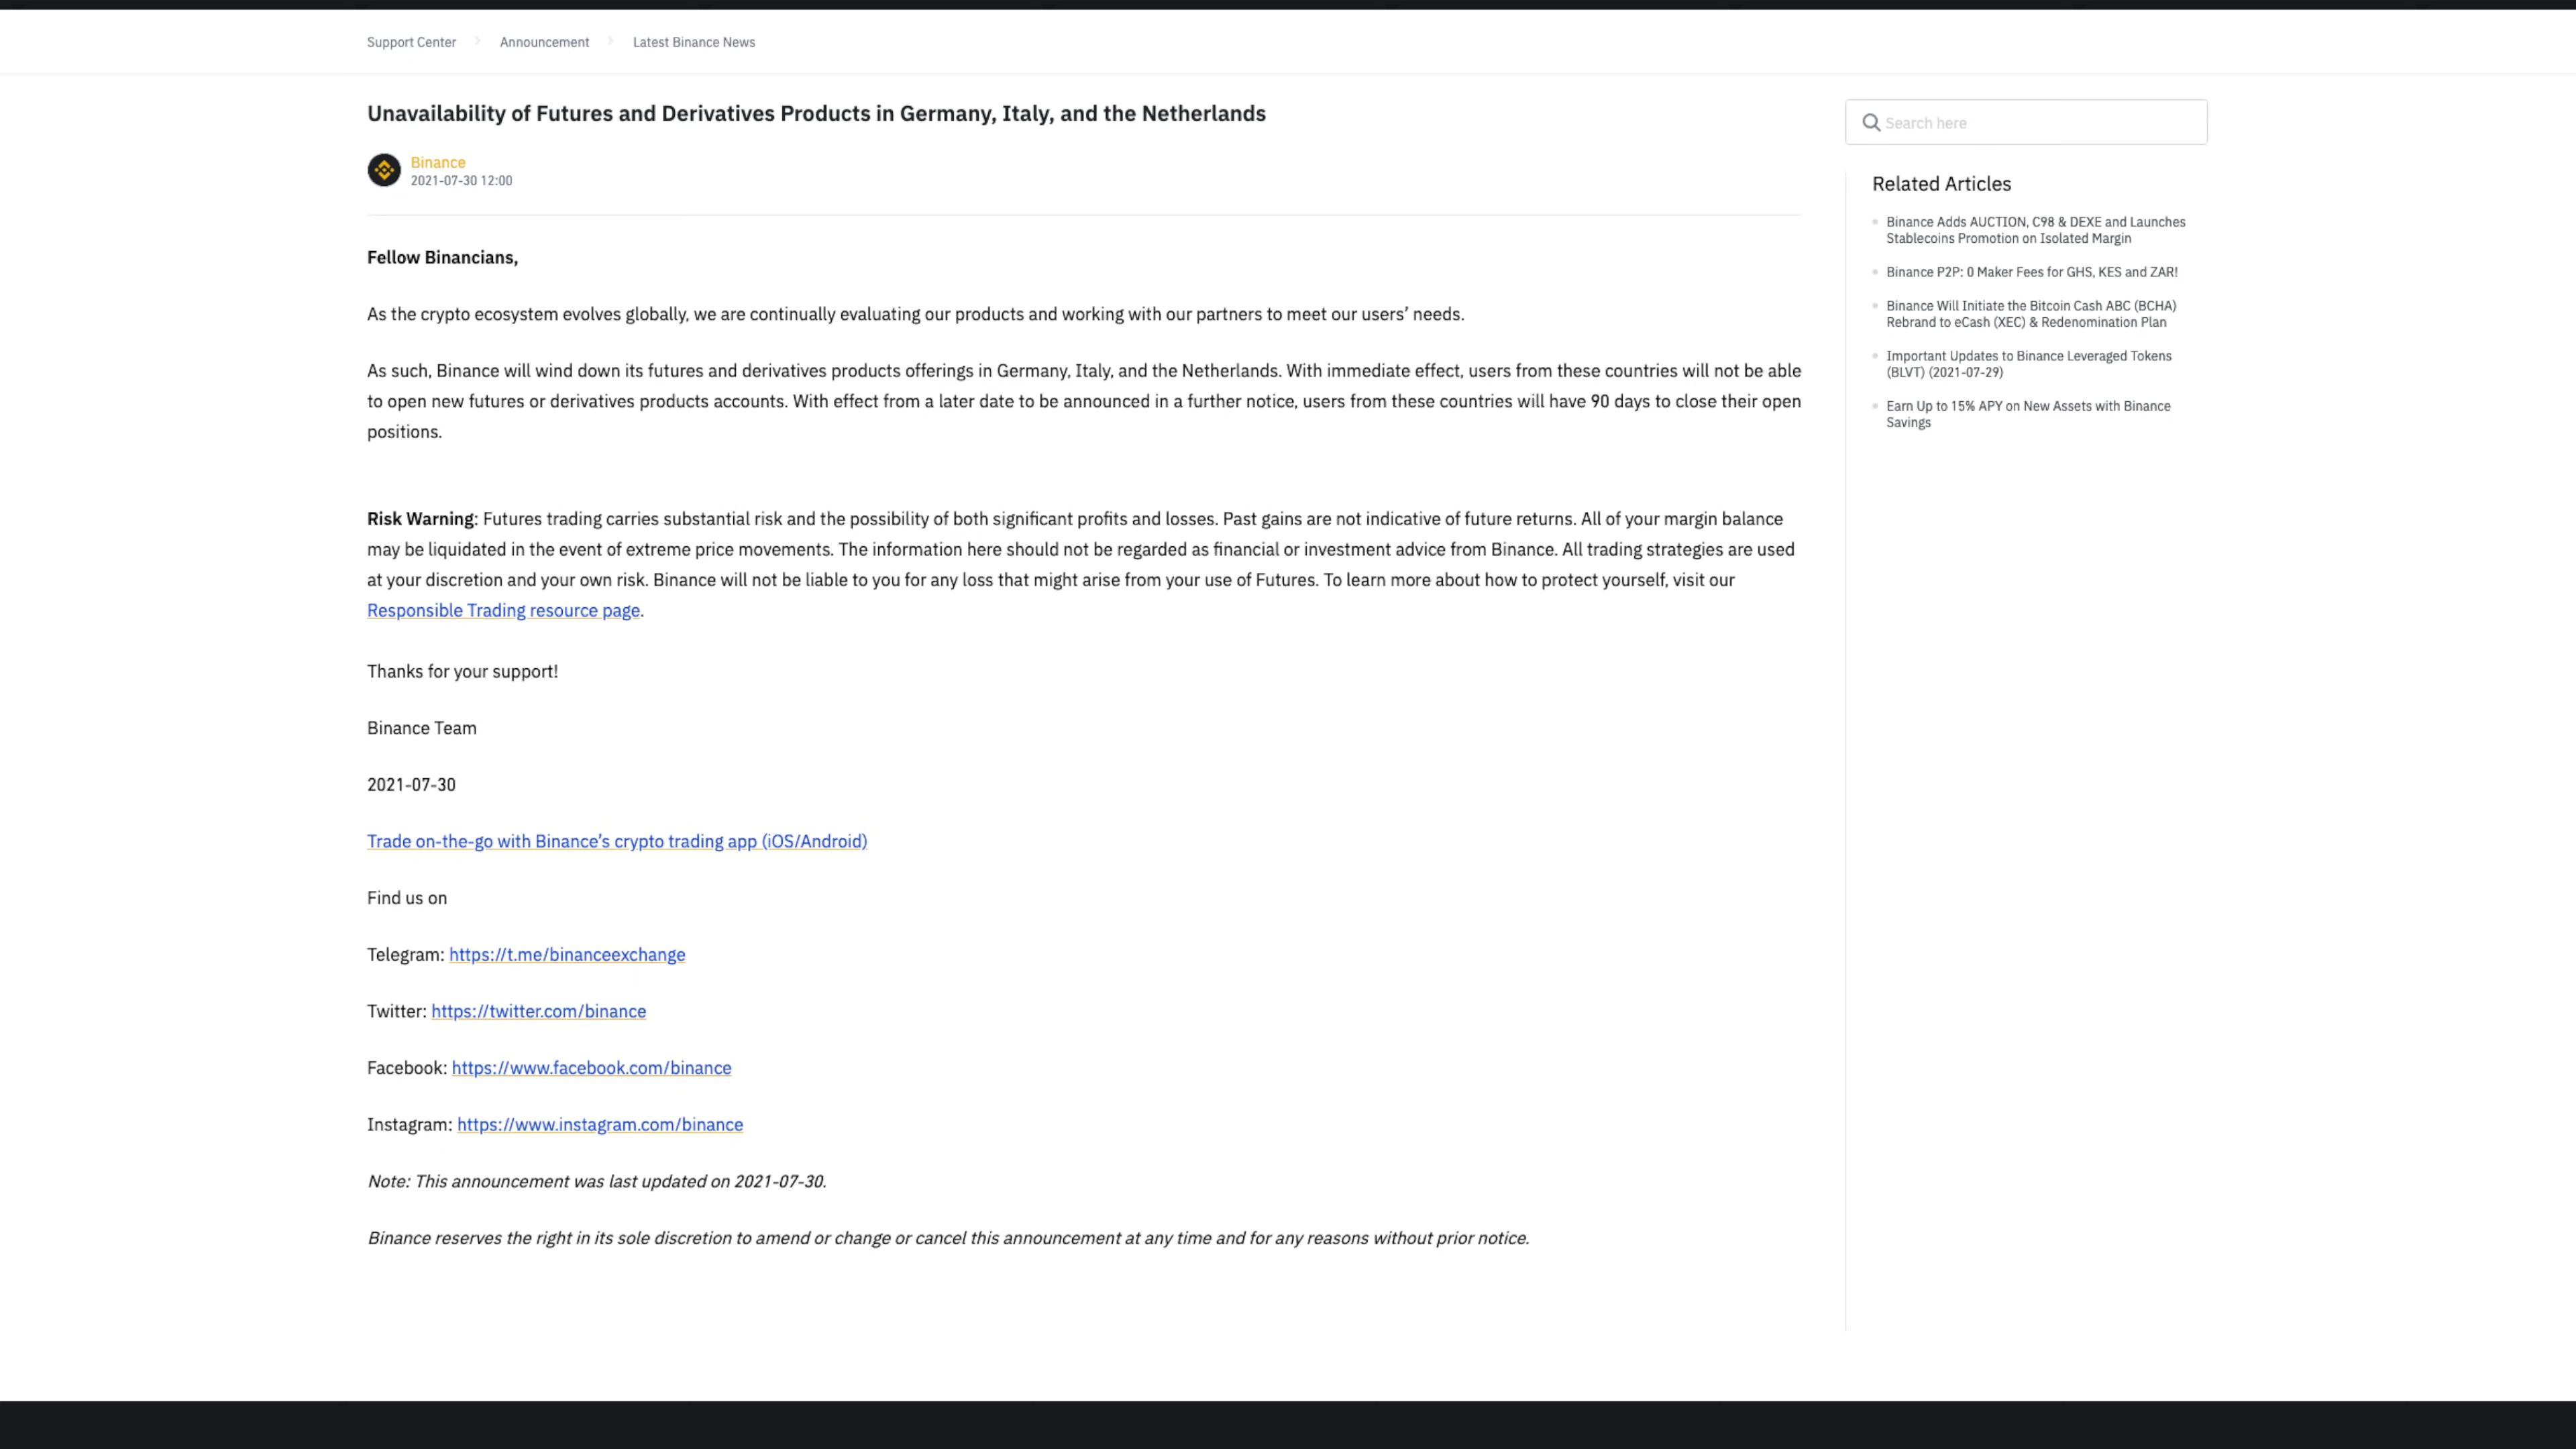 Support Center > Announcement > Latest Binance News
Unavailability of Futures and Derivatives Products in Germany, Italy, and the Netherlands
Binance
2021-07-30 12:00
Fellow Binancians,
As the crypto ecosystem evolves globally, we are continually evaluating our products and working with our partners to meet our users’ needs.
As such, Binance will wind down its futures and derivatives products offerings in Germany, Italy, and the Netherlands. With immediate effect, users from these countries will not be able
to open new futures or derivatives products accounts. With effect from a later date to be announced in a further notice, users from these countries will have 90 days to close their open
positions.
Risk Warning: Futures trading carries substantial risk and the possibility of both significant profits and losses. Past gains are not indicative of future returns. All of your margin balance
may be liquidated in the event of extreme price movements. The information here should not be regarded as financial or investment advice from Binance. All trading strategies are used
at your discretion and your own risk. Binance will not be liable to you for any loss that might arise from your use of Futures. To learn more about how to protect yourself, visit our
Responsible Trading resource page.
Thanks for your support!
Binance Team
2021-07-30
Trade on-the-go with Binance’s crypto trading app (iOS/Android)
Find us on
Telegram: https://t.me/binanceexchange
Twitter: https://twitter.com/binance
Facebook: https://www.facebook.com/binance
Instagram: https://www.instagram.com/binance
Note: This announcement was last updated on 2021-07-30.
Binance reserves the right in its sole discretion to amend or change or cancel this announcement at any time and for any reasons without prior notice.
Search here
Related Articles
Binance Adds AUCTION, C98 & DEXE and Launches
Stablecoins Promotion on Isolated Margin
Binance P2P: 0 Maker Fees for GHS, KES and ZAR!
Binance Will Initiate the Bitcoin Cash ABC (BCHA)
Rebrand to eCash (XEC) & Redenomination Plan
Important Updates to Binance Leveraged Tokens
(BLVT) (2021-07-29)
Earn Up to 15% APY on New Assets with Binance
Savings